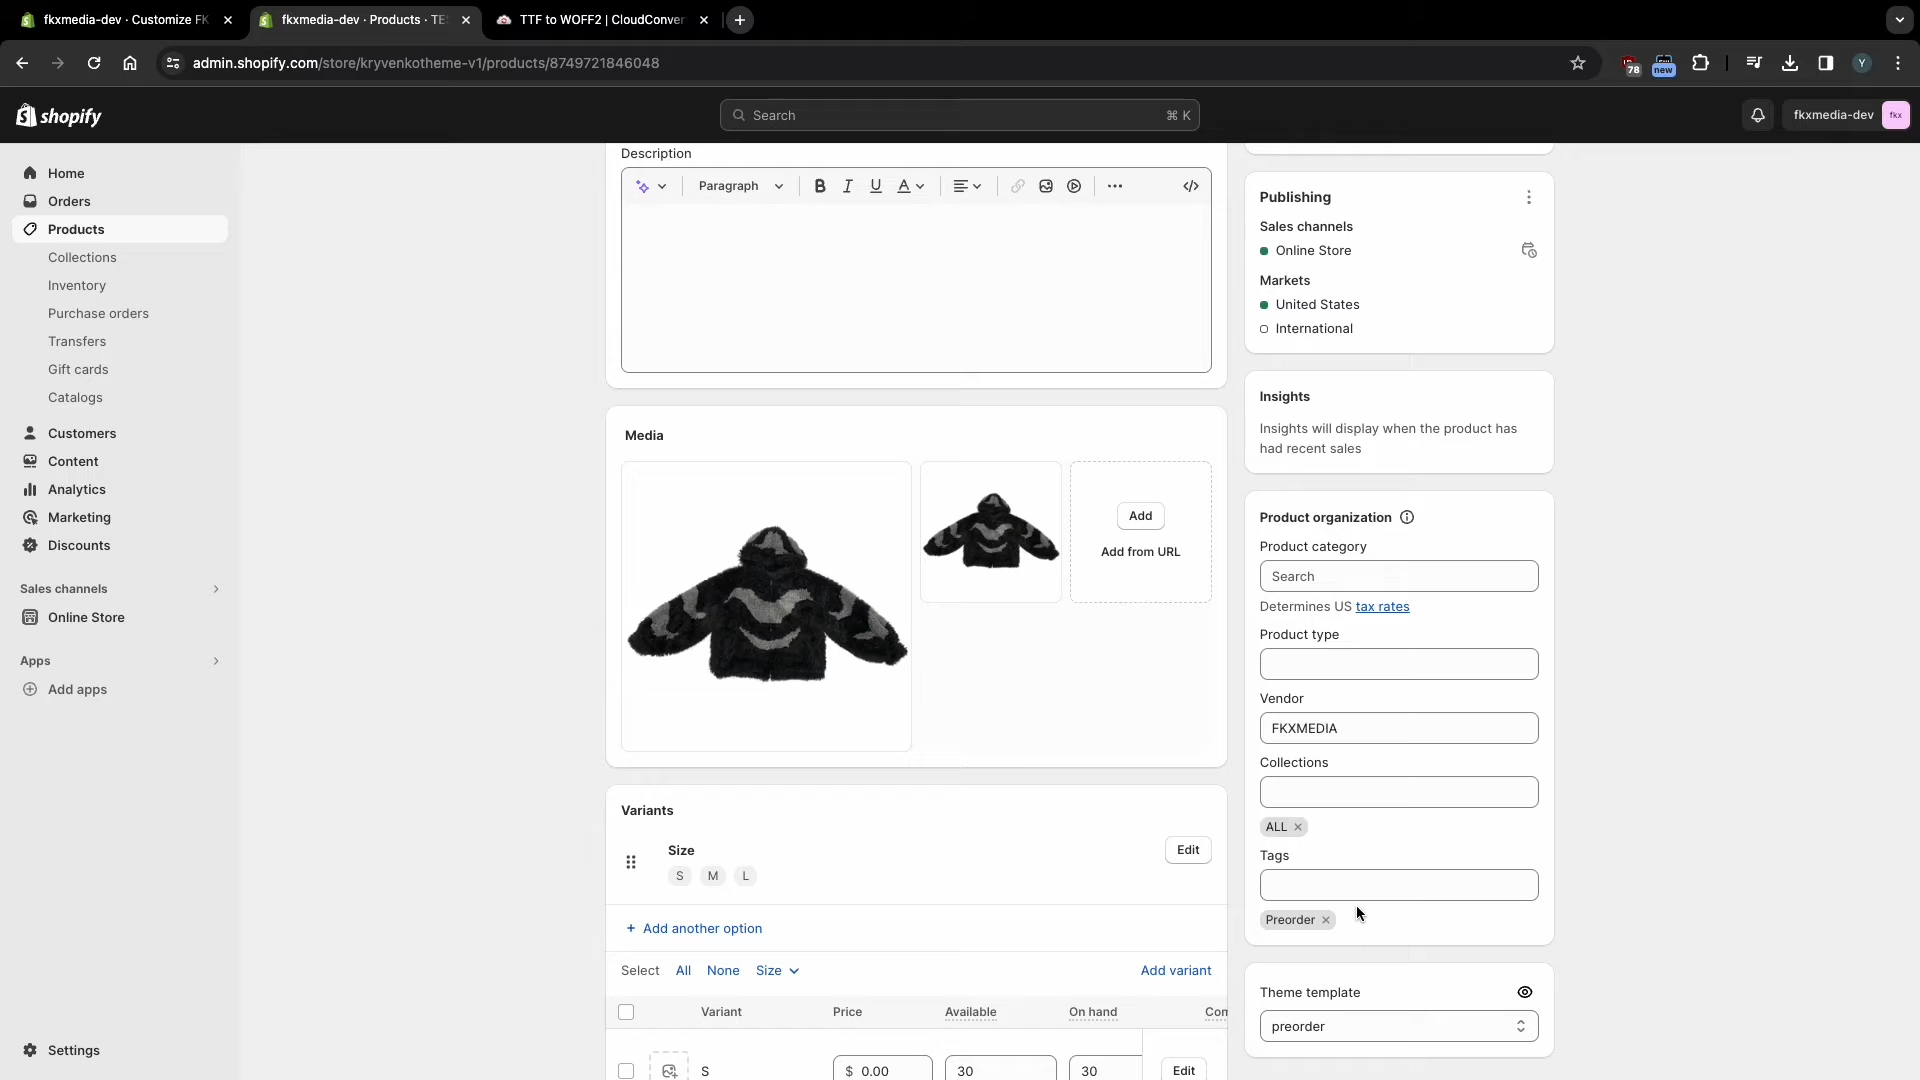 fkxmedia-dev · Customize FK
fkxmedia-dev · Products · TE
TTF to WOFF2 | CloudConver
admin.shopify.com/store/kryvenkotheme-v1/products/8749721846048
78
new
Y
shopify
Search
⌘ K
fkxmedia-dev
fkx
Home
Orders
Products
Collections
Inventory
Purchase orders
Transfers
Gift cards
Catalogs
Customers
Content
Analytics
Marketing
Discounts
Sales channels
Online Store
Apps
Add apps
Settings
Description
Paragraph
B I U A
Media
Add
Add from URL
Variants
Size
Edit
S M L
+ Add another option
Select All None Size
Add variant
Variant Price Available On hand Com
S $ 0.00 30 30 Edit
Publishing
Sales channels
Online Store
Markets
United States
International
Insights
Insights will display when the product has
had recent sales
Product organization
Product category
Search
Determines US tax rates
Product type
Vendor
FKXMEDIA
Collections
ALL
Tags
Preorder
Theme template
preorder